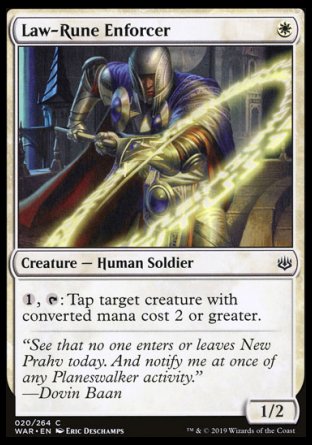 Law-Rune Enforcer
Creature — Human Soldier
1, : Tap target creature with
converted mana cost 2 or greater.
"See that no one enters or leaves New
Prahv today. And notify me at once of
any Planeswalker activity."
—Dovin Baan
1/2
020/264 C
WAR • EN Eric Deschamps
™ & © 2019 Wizards of the Coast